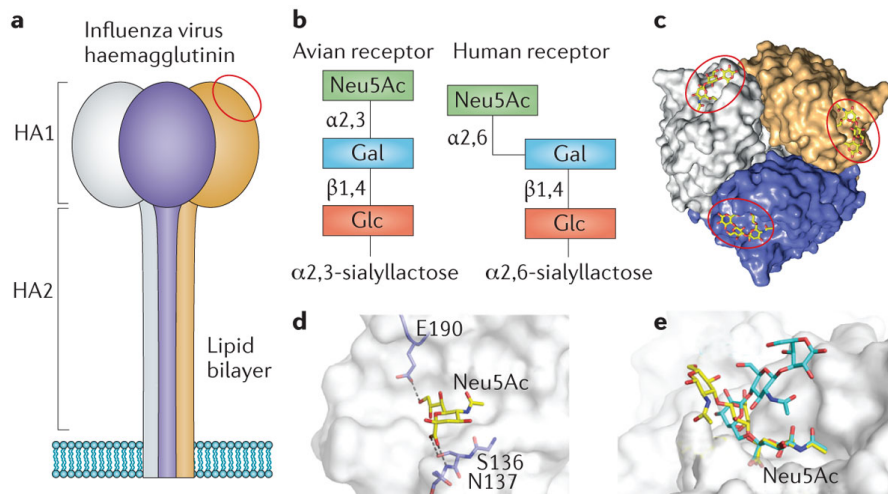 a
Influenza virus
haemagglutinin
HA1
HA2
Lipid
bilayer
b
Avian receptor
Neu5Ac
α2,3
Gal
β1,4
Glc
α2,3-sialyllactose
Human receptor
Neu5Ac
α2,6
Gal
β1,4
Glc
α2,6-sialyllactose
c
d
E190
Neu5Ac
S136
N137
e
Neu5Ac